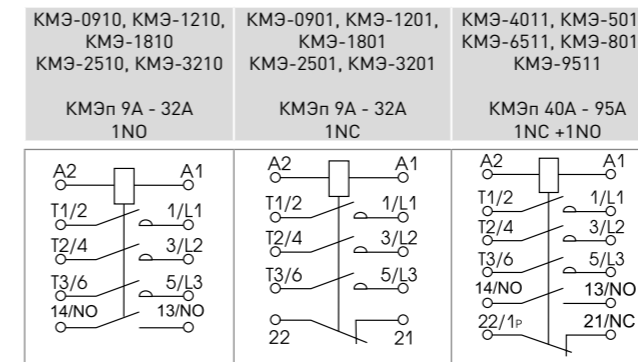 КМЭ-0910, КМЭ-1210,
КМЭ-1810
КМЭ-2510, КМЭ-3210
КМЭп 9А - 32А
1NO
КМЭ-0901, КМЭ-1201,
КМЭ-1801
КМЭ-2501, КМЭ-3201
КМЭп 9А - 32А
1NC
КМЭ-4011, КМЭ-501
КМЭ-6511, КМЭ-801
КМЭ-9511
КМЭп 40А - 95А
1NC +1NO
A2 A1
T1/2 1/L1
T2/4 3/L2
T3/6 5/L3
14/NO 13/NO
A2 A1
T1/2 1/L1
T2/4 3/L2
T3/6 5/L3
22 21
A2 A1
T1/2 1/L1
T2/4 3/L2
T3/6 5/L3
14/NO 13/NO
22/1P 21/NC